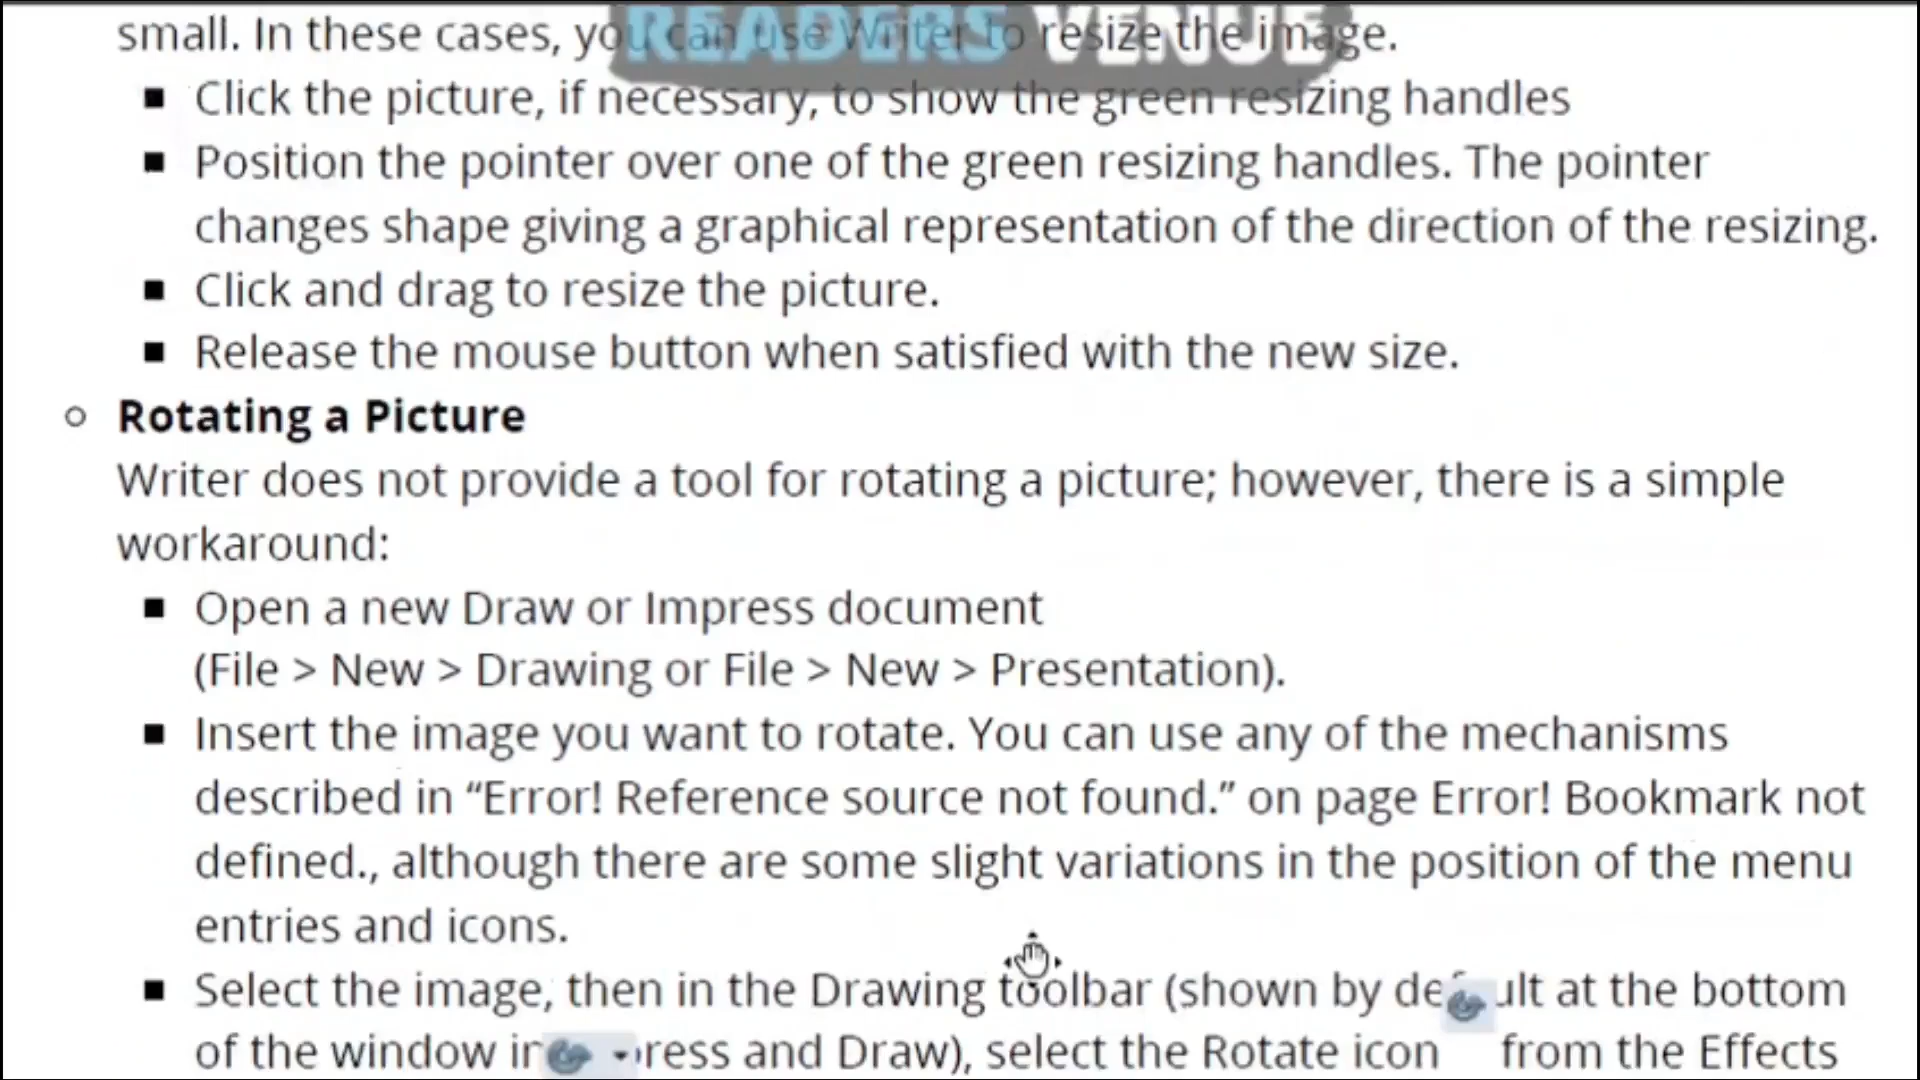 READERS VENUE
small. In these cases, you can use Writer to resize the image.
■ Click the picture, if necessary, to show the green resizing handles
■ Position the pointer over one of the green resizing handles. The pointer
changes shape giving a graphical representation of the direction of the resizing.
■ Click and drag to resize the picture.
■ Release the mouse button when satisfied with the new size.
○ Rotating a Picture
Writer does not provide a tool for rotating a picture; however, there is a simple
workaround:
■ Open a new Draw or Impress document
(File > New > Drawing or File > New > Presentation).
■ Insert the image you want to rotate. You can use any of the mechanisms
described in “Error! Reference source not found.” on page Error! Bookmark not
defined., although there are some slight variations in the position of the menu
entries and icons.
■ Select the image, then in the Drawing toolbar (shown by default at the bottom
of the window in Impress and Draw), select the Rotate icon from the Effects